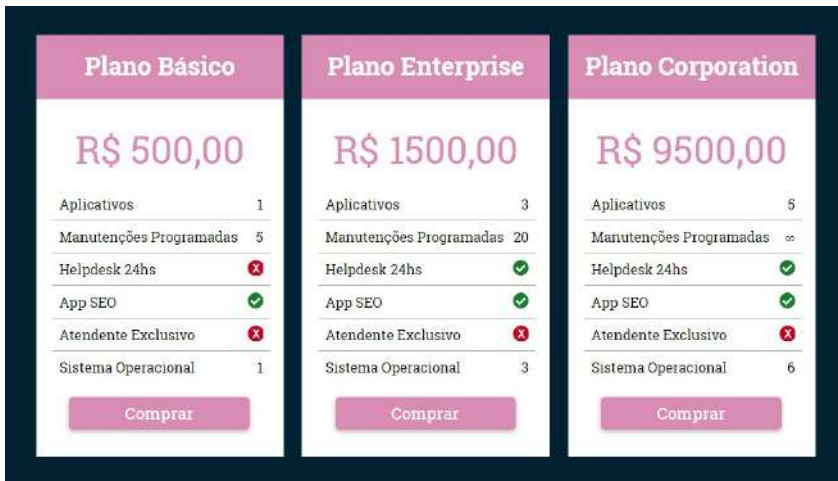 Plano Básico
R$ 500,00
Aplicativos 1
Manutenções Programadas 5
Helpdesk 24hs
App SEO
Atendente Exclusivo
Sistema Operacional 1
Comprar
Plano Enterprise
R$ 1500,00
Aplicativos 3
Manutenções Programadas 20
Helpdesk 24hs
App SEO
Atendente Exclusivo
Sistema Operacional 3
Comprar
Plano Corporation
R$ 9500,00
Aplicativos 5
Manutenções Programadas ∞
Helpdesk 24hs
App SEO
Atendente Exclusivo
Sistema Operacional 6
Comprar